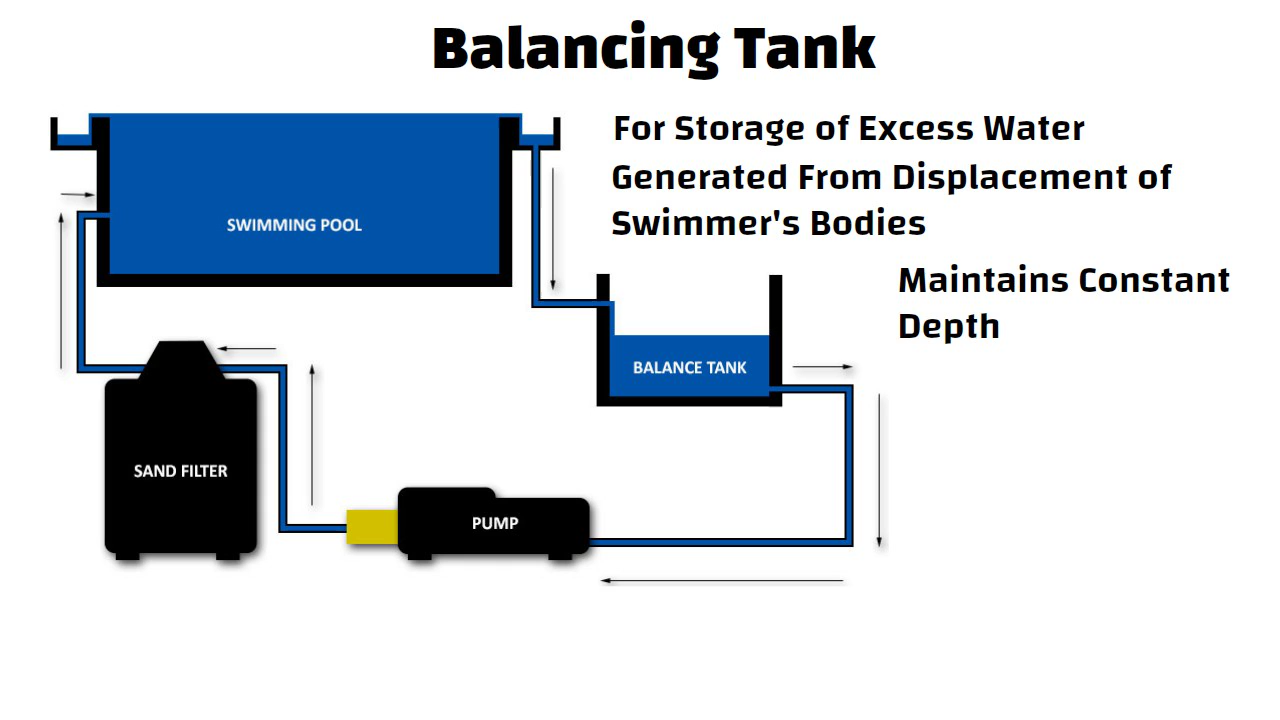 Balancing Tank
For Storage of Excess Water
Generated From Displacement of
Swimmer's Bodies
SWIMMING POOL
Maintains Constant
Depth
BALANCE TANK
SAND FILTER
PUMP